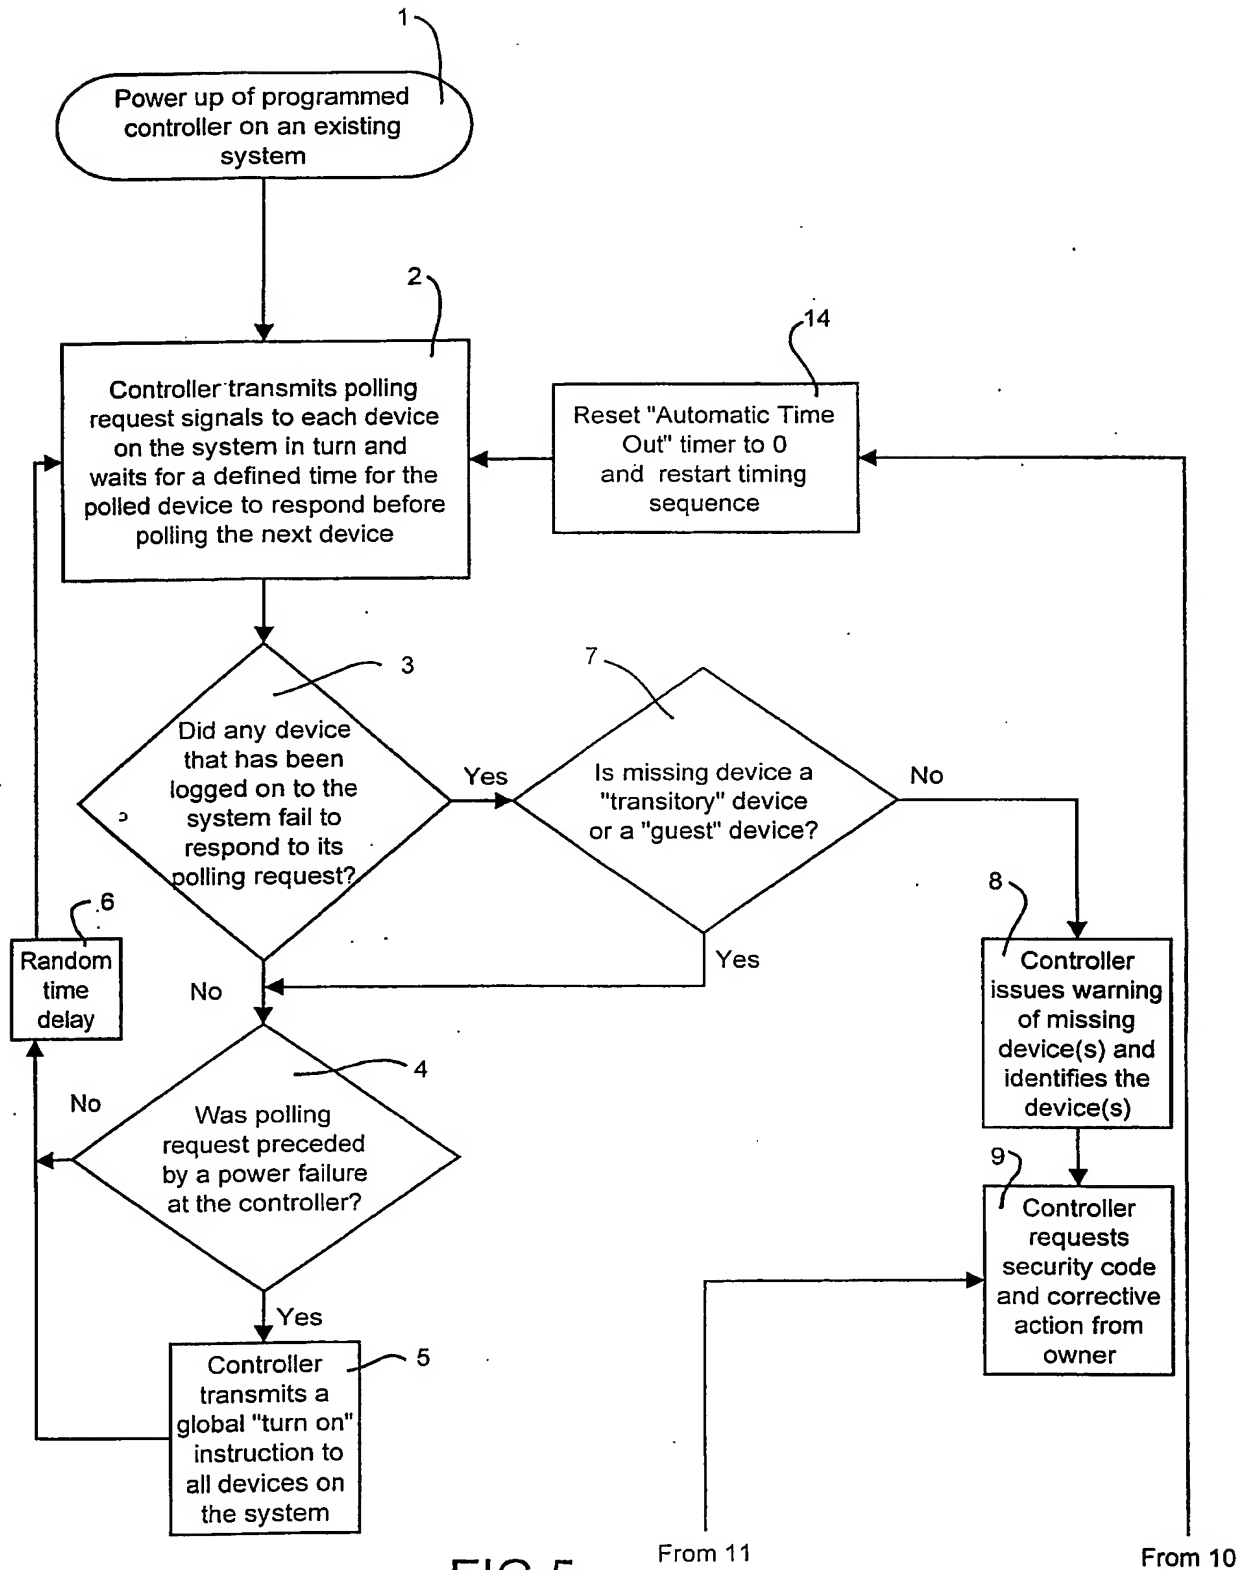 1
Power up of programmed
controller on an existing
system
2
Controller transmits polling
request signals to each device
on the system in turn and
waits for a defined time for the
polled device to respond before
polling the next device
14
Reset "Automatic Time
Out" timer to 0
and restart timing
sequence
3
Did any device
that has been
logged on to the
system fail to
respond to its
polling request?
Yes
7
Is missing device a
"transitory" device
or a "guest" device?
No
Yes
6
Random
time
delay
No
8
Controller
issues warning
of missing
device(s) and
identifies the
device(s)
4
Was polling
request preceded
by a power failure
at the controller?
No
Yes
9
Controller
requests
security code
and corrective
action from
owner
5
Controller
transmits a
global "turn on"
instruction to
all devices on
the system
From 11
From 10
FIG 5